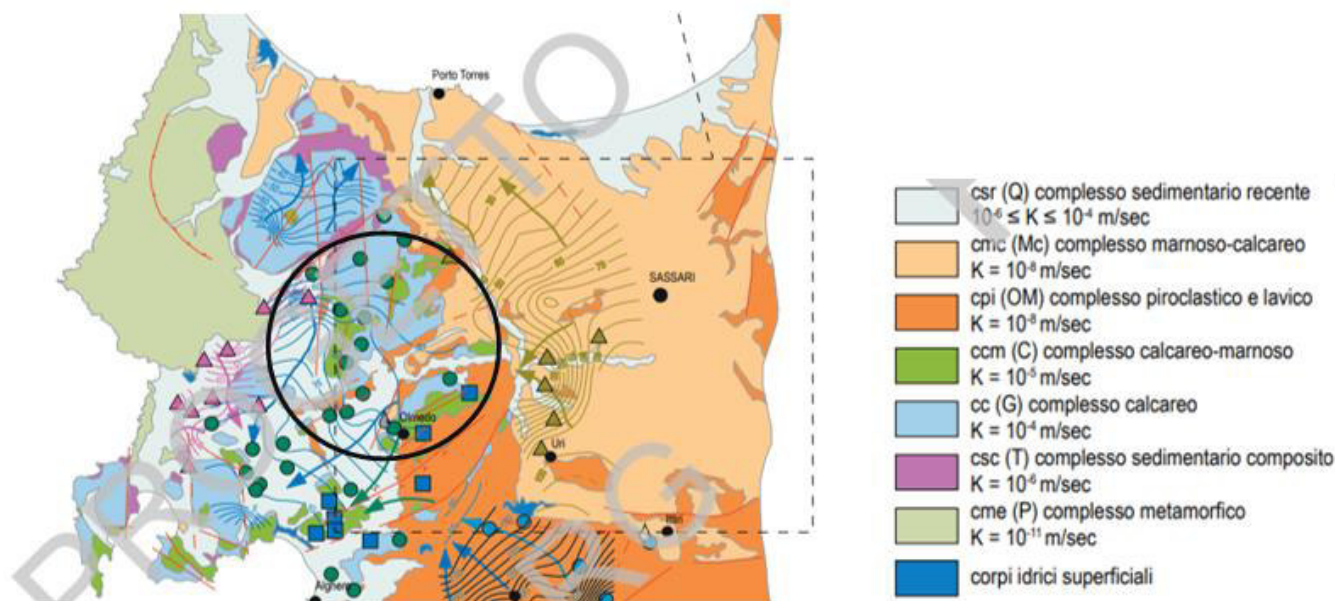 Porto Torres
SASSARI
Olmedo
Uri
Ittiri
Alghero
csr (Q) complesso sedimentario recente
10⁻⁶ ≤ K ≤ 10⁻⁴ m/sec
cmc (Mc) complesso marnoso-calcareo
K = 10⁻⁸ m/sec
cpi (OM) complesso piroclastico e lavico
K = 10⁻⁸ m/sec
ccm (C) complesso calcareo-marnoso
K = 10⁻⁵ m/sec
cc (G) complesso calcareo
K = 10⁻⁴ m/sec
csc (T) complesso sedimentario composito
K = 10⁻⁶ m/sec
cme (P) complesso metamorfico
K = 10⁻¹¹ m/sec
corpi idrici superficiali